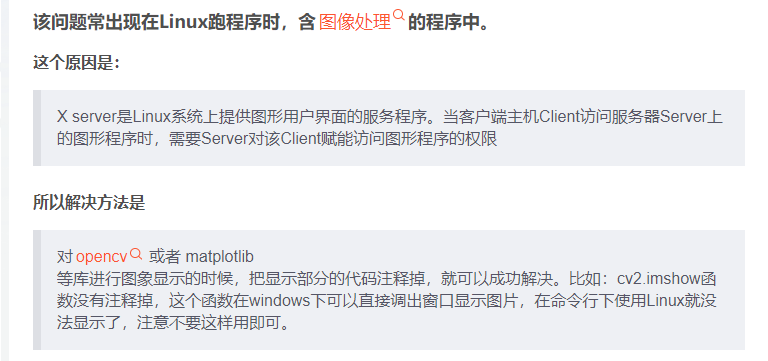 该问题常出现在Linux跑程序时，含 图像处理 的程序中。
这个原因是：
X server是Linux系统上提供图形用户界面的服务程序。当客户端主机Client访问服务器Server上
的图形程序时，需要Server对该Client赋能访问图形程序的权限
所以解决方法是
对 opencv 或者 matplotlib
等库进行图象显示的时候，把显示部分的代码注释掉，就可以成功解决。比如：cv2.imshow函
数没有注释掉，这个函数在windows下可以直接调出窗口显示图片，在命令行下使用Linux就没
法显示了，注意不要这样用即可。